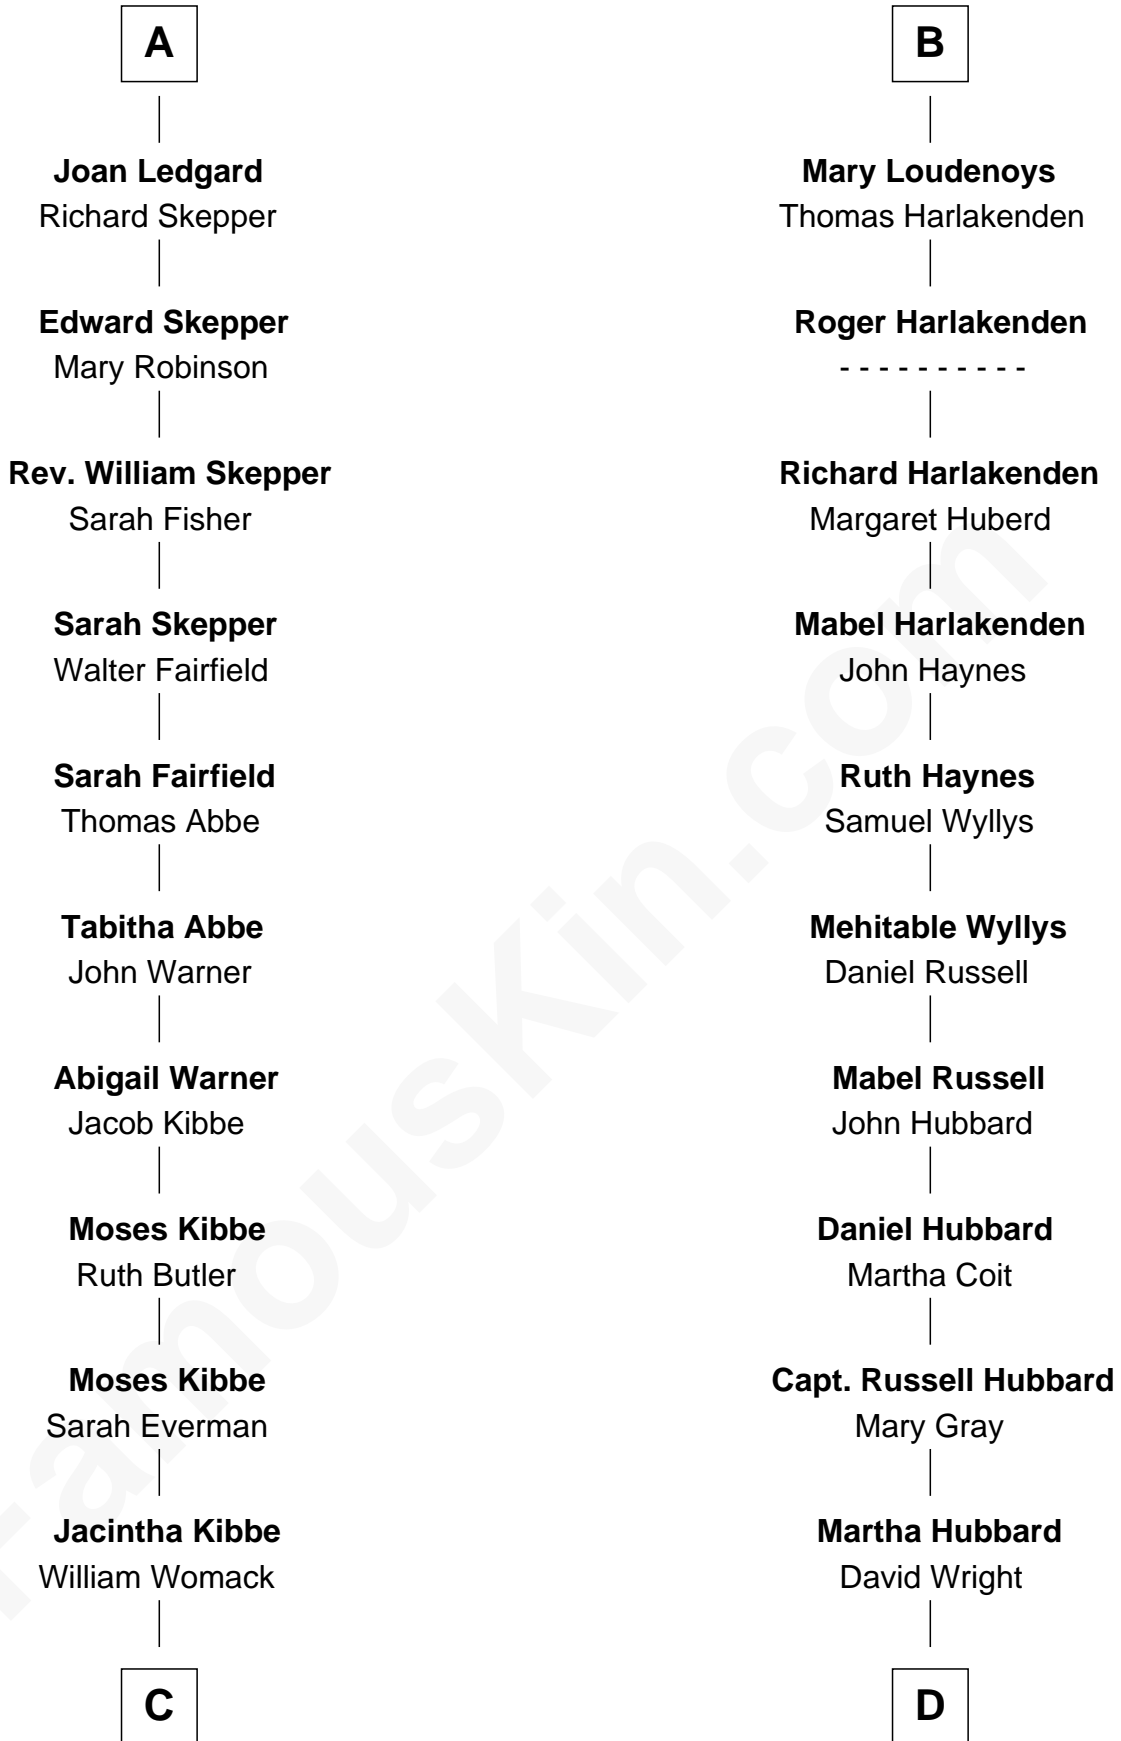 A
Joan Ledgard
Richard Skepper
Edward Skepper
Mary Robinson
Rev. William Skepper
Sarah Fisher
Sarah Skepper
Walter Fairfield
Sarah Fairfield
Thomas Abbe
Tabitha Abbe
John Warner
Abigail Warner
Jacob Kibbe
Moses Kibbe
Ruth Butler
Moses Kibbe
Sarah Everman
Jacintha Kibbe
William Womack
C
B
Mary Loudenoys
Thomas Harlakenden
Roger Harlakenden
- - - - - - - - - -
Richard Harlakenden
Margaret Huberd
Mabel Harlakenden
John Haynes
Ruth Haynes
Samuel Wyllys
Mehitable Wyllys
Daniel Russell
Mabel Russell
John Hubbard
Daniel Hubbard
Martha Coit
Capt. Russell Hubbard
Mary Gray
Martha Hubbard
David Wright
D
FamousKin.com